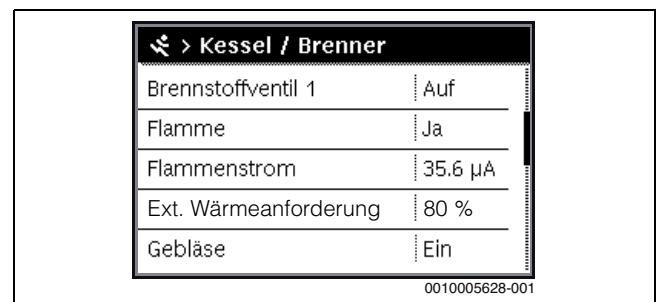 > Kessel / Brenner
Brennstoffventil 1 Auf
Flamme Ja
Flammenstrom 35.6 µA
Ext. Wärmeanforderung 80 %
Gebläse Ein
0010005628-001